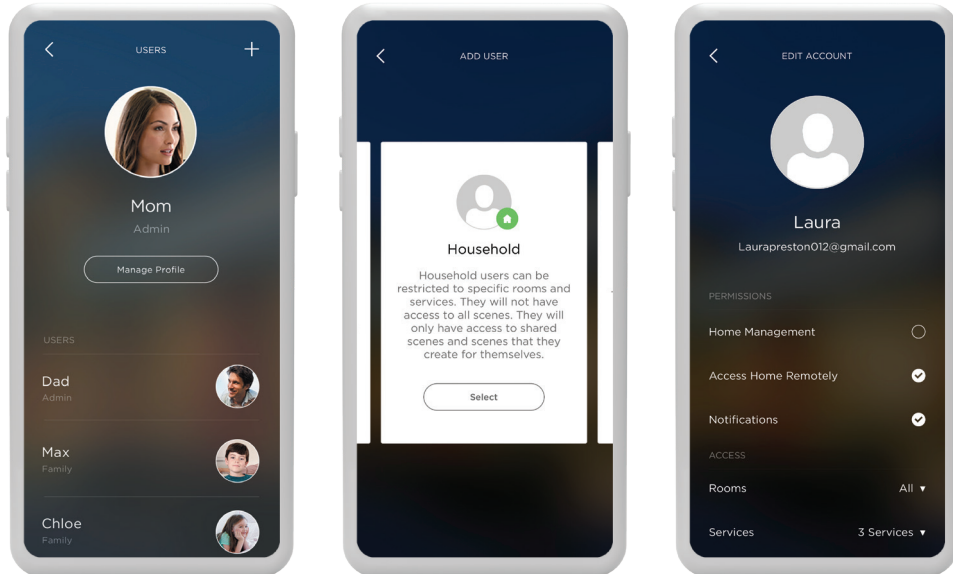 USERS
Mom
Admin
Manage Profile
USERS
Dad
Admin
Max
Family
Chloe
Family
ADD USER
Household
Household users can be
restricted to specific rooms and
services. They will not have
access to all scenes. They will
only have access to shared
scenes and scenes that they
create for themselves.
Select
EDIT ACCOUNT
Laura
Laurapreston012@gmail.com
PERMISSIONS
Home Management
Access Home Remotely
Notifications
ACCESS
Rooms All
Services 3 Services